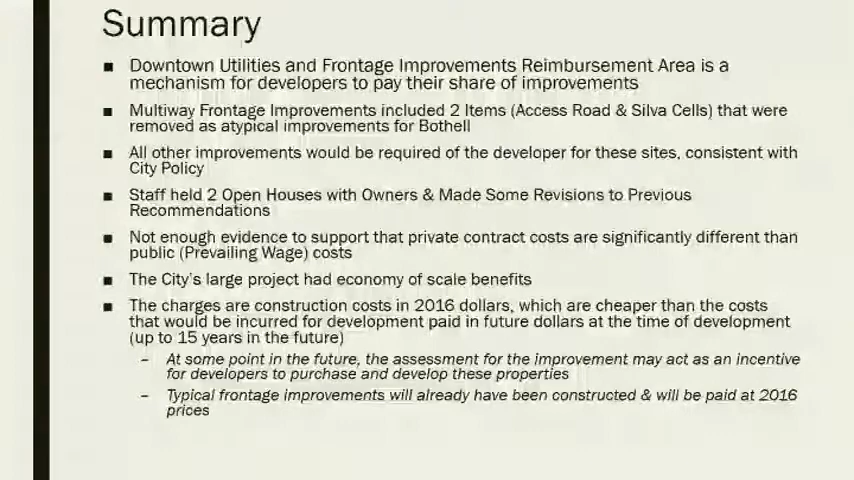 Summary
■ Downtown Utilities and Frontage Improvements Reimbursement Area is a
mechanism for developers to pay their share of improvements
■ Multiway Frontage Improvements included 2 Items (Access Road & Silva Cells) that were
removed as atypical improvements for Bothell
■ All other improvements would be required of the developer for these sites, consistent with
City Policy
■ Staff held 2 Open Houses with Owners & Made Some Revisions to Previous
Recommendations
■ Not enough evidence to support that private contract costs are significantly different than
public (Prevailing Wage) costs
■ The City's large project had economy of scale benefits
■ The charges are construction costs in 2016 dollars, which are cheaper than the costs
that would be incurred for development paid in future dollars at the time of development
(up to 15 years in the future)
– At some point in the future, the assessment for the improvement may act as an incentive
for developers to purchase and develop these properties
– Typical frontage improvements will already have been constructed & will be paid at 2016
prices